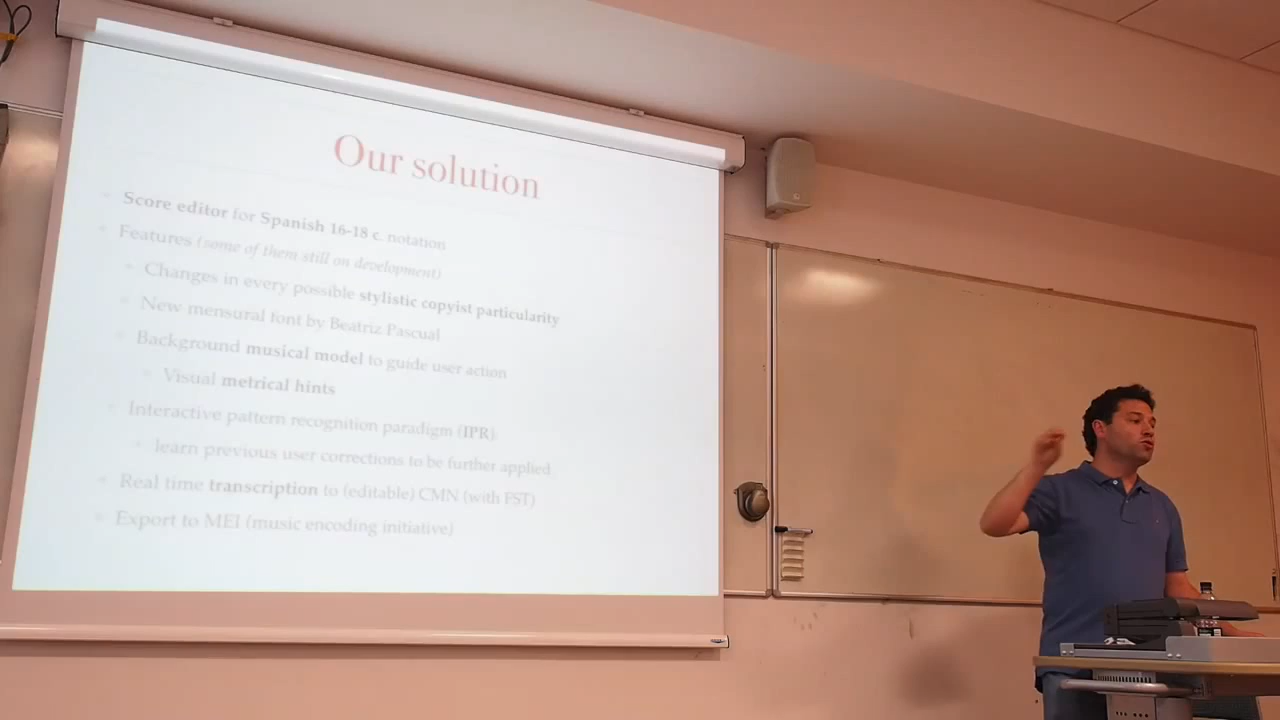 Our solution
Score editor for Spanish 16-18 c. notation
Features (some of them still on development)
Changes in every possible stylistic copyist particularity
New mensural font by Beatriz Pascual
Background musical model to guide user action
Visual metrical hints
Interactive pattern recognition paradigm (IPR)
learn previous user corrections to be further applied
Real time transcription to (editable) CMN (with FST)
Export to MEI (music encoding initiative)